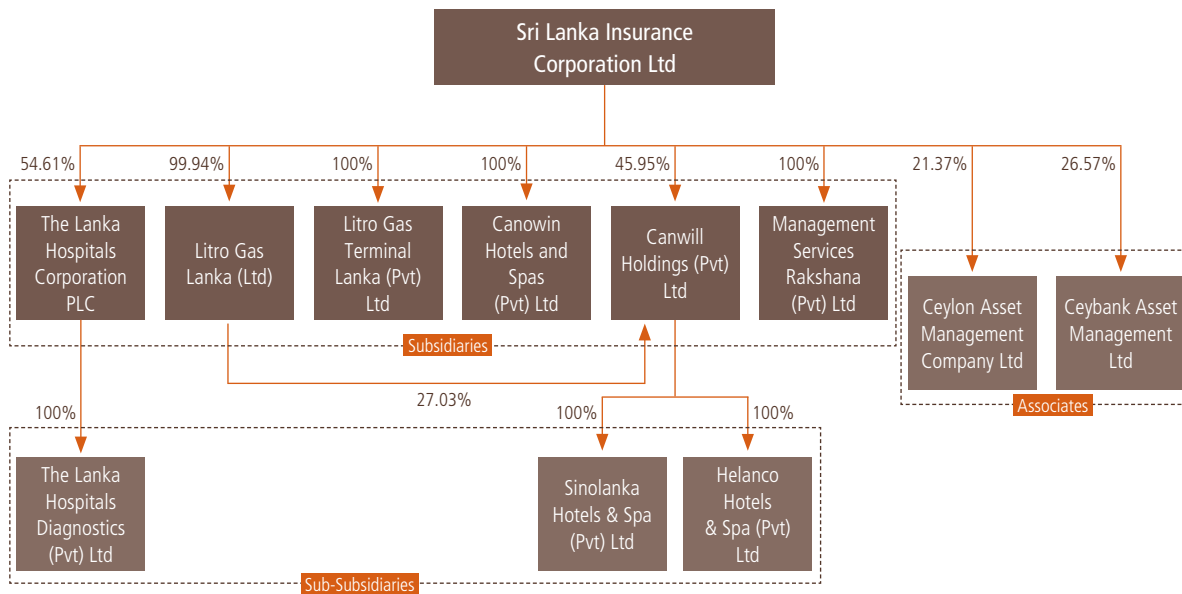 Sri Lanka Insurance
Corporation Ltd
54.61%
99.94%
100%
100%
45.95%
100%
21.37%
26.57%
The Lanka
Hospitals
Corporation
PLC
Litro Gas
Lanka (Ltd)
Litro Gas
Terminal
Lanka (Pvt)
Ltd
Canowin
Hotels and
Spas
(Pvt) Ltd
Canwill
Holdings (Pvt)
Ltd
Management
Services
Rakshana
(Pvt) Ltd
Ceylon Asset
Management
Company Ltd
Ceybank Asset
Management
Ltd
Subsidiaries
Associates
27.03%
100%
100%
100%
The Lanka
Hospitals
Diagnostics
(Pvt) Ltd
Sinolanka
Hotels & Spa
(Pvt) Ltd
Helanco
Hotels
& Spa (Pvt)
Ltd
Sub-Subsidiaries